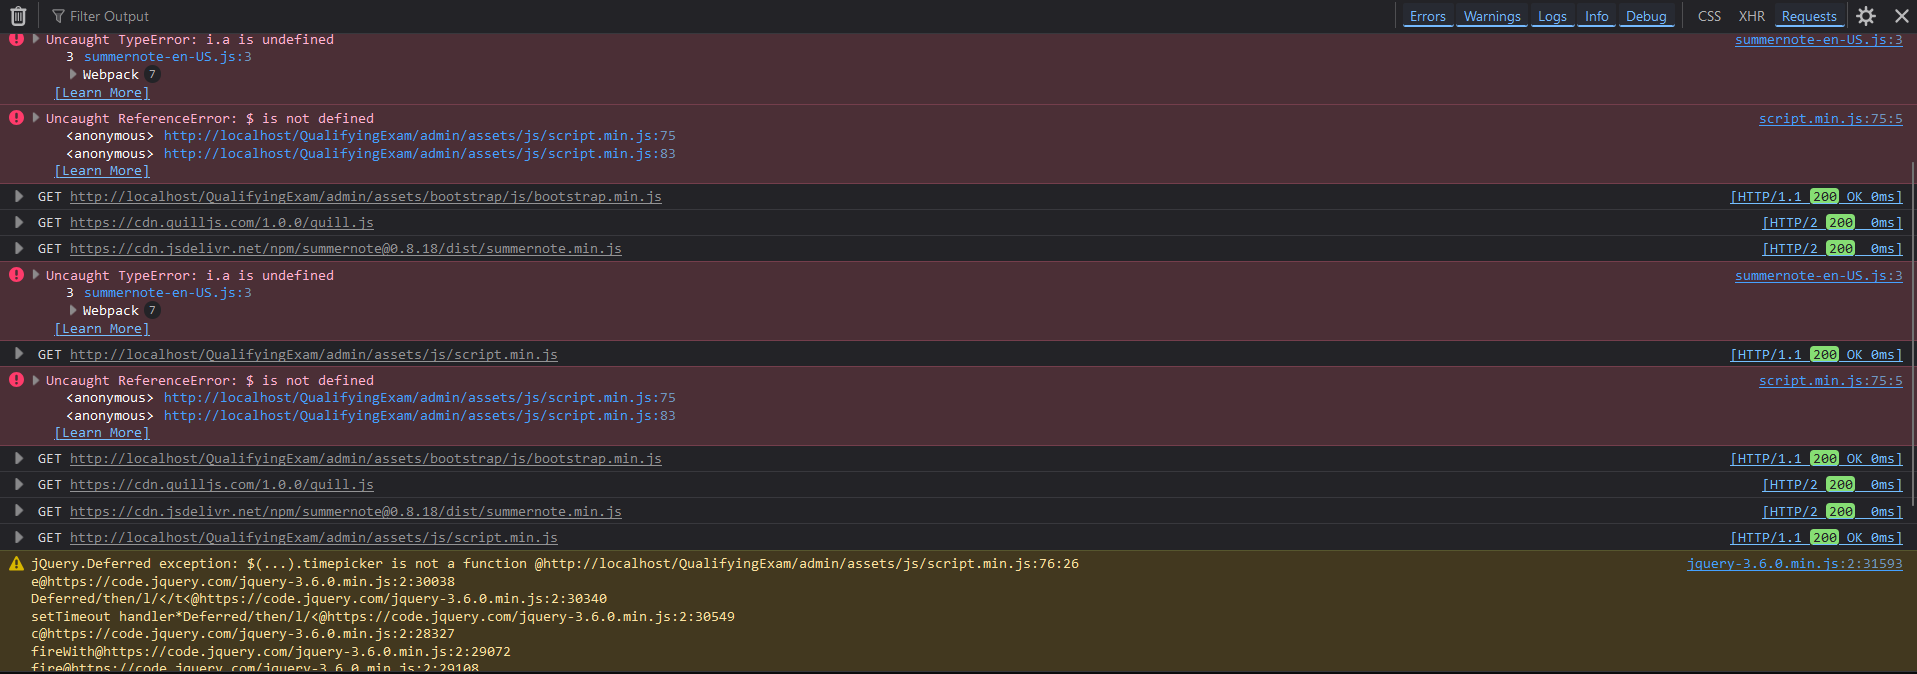 Filter Output Errors Warnings Logs Info Debug CSS XHR Requests
Uncaught TypeError: i.a is undefined summernote-en-US.js:3
3 summernote-en-US.js:3
Webpack 7
[Learn More]
Uncaught ReferenceError: $ is not defined script.min.js:75:5
<anonymous> http://localhost/QualifyingExam/admin/assets/js/script.min.js:75
<anonymous> http://localhost/QualifyingExam/admin/assets/js/script.min.js:83
[Learn More]
GET http://localhost/QualifyingExam/admin/assets/bootstrap/js/bootstrap.min.js [HTTP/1.1 200 OK 0ms]
GET https://cdn.quilljs.com/1.0.0/quill.js [HTTP/2 200 0ms]
GET https://cdn.jsdelivr.net/npm/summernote@0.8.18/dist/summernote.min.js [HTTP/2 200 0ms]
Uncaught TypeError: i.a is undefined summernote-en-US.js:3
3 summernote-en-US.js:3
Webpack 7
[Learn More]
GET http://localhost/QualifyingExam/admin/assets/js/script.min.js [HTTP/1.1 200 OK 0ms]
Uncaught ReferenceError: $ is not defined script.min.js:75:5
<anonymous> http://localhost/QualifyingExam/admin/assets/js/script.min.js:75
<anonymous> http://localhost/QualifyingExam/admin/assets/js/script.min.js:83
[Learn More]
GET http://localhost/QualifyingExam/admin/assets/bootstrap/js/bootstrap.min.js [HTTP/1.1 200 OK 0ms]
GET https://cdn.quilljs.com/1.0.0/quill.js [HTTP/2 200 0ms]
GET https://cdn.jsdelivr.net/npm/summernote@0.8.18/dist/summernote.min.js [HTTP/2 200 0ms]
GET http://localhost/QualifyingExam/admin/assets/js/script.min.js [HTTP/1.1 200 OK 0ms]
jQuery.Deferred exception: $(...).timepicker is not a function @http://localhost/QualifyingExam/admin/assets/js/script.min.js:76:26 jquery-3.6.0.min.js:2:31593
e@https://code.jquery.com/jquery-3.6.0.min.js:2:30038
Deferred/then/l/</t<@https://code.jquery.com/jquery-3.6.0.min.js:2:30340
setTimeout handler*Deferred/then/l/<@https://code.jquery.com/jquery-3.6.0.min.js:2:30549
c@https://code.jquery.com/jquery-3.6.0.min.js:2:28327
fireWith@https://code.jquery.com/jquery-3.6.0.min.js:2:29072
fire@https://code.jquery.com/jquery-3.6.0.min.js:2:29108